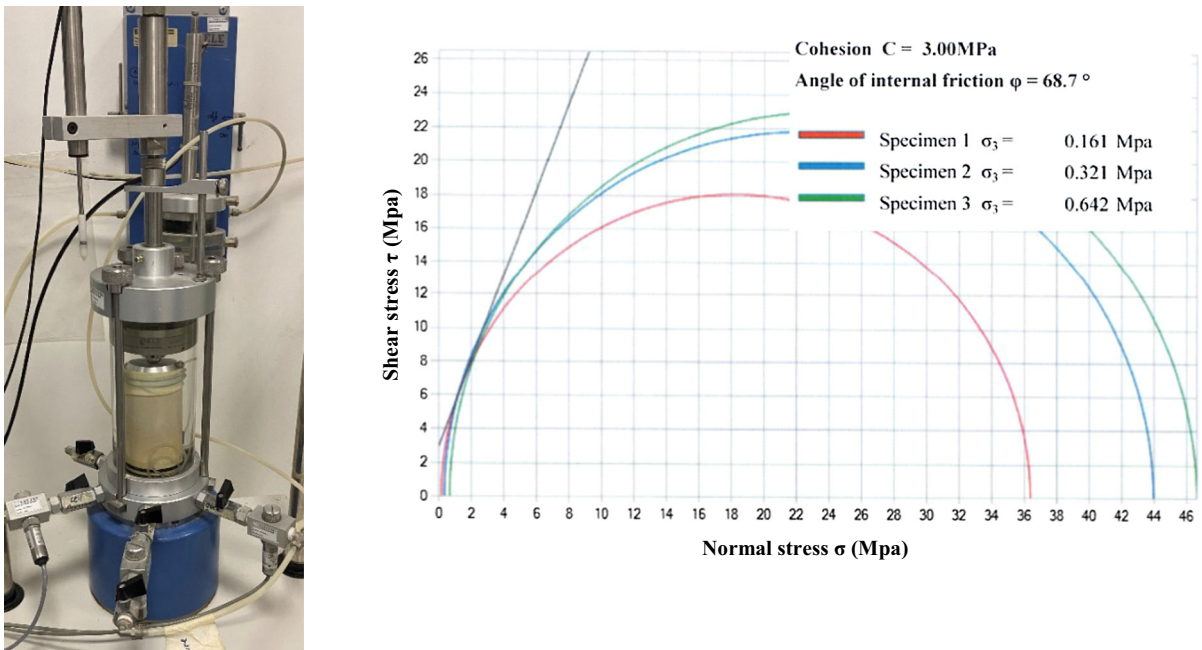 ELE
Cohesion C = 3.00MPa
Angle of internal friction φ = 68.7 °
Specimen 1 σ3 = 0.161 Mpa
Specimen 2 σ3 = 0.321 Mpa
Specimen 3 σ3 = 0.642 Mpa
Shear stress τ (Mpa)
26
24
22
20
18
16
14
12
10
8
6
4
2
0
0 2 4 6 8 10 12 14 16 18 20 22 24 26 28 30 32 34 36 38 40 42 44 46
Normal stress σ (Mpa)